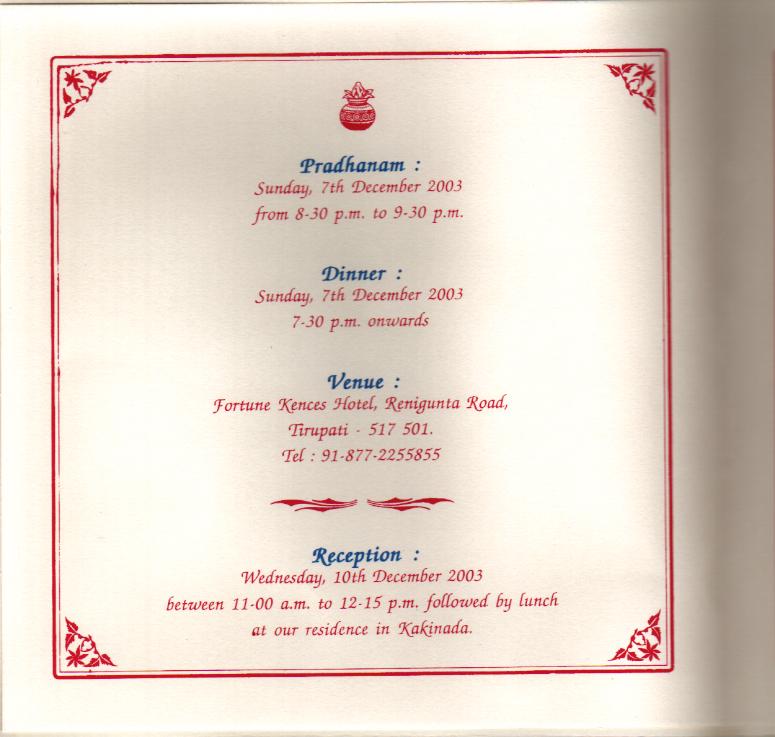 Pradhanam :
Sunday, 7th December 2003
from 8-30 p.m. to 9-30 p.m.
Dinner :
Sunday, 7th December 2003
7-30 p.m. onwards
Venue :
Fortune Kences Hotel, Renigunta Road,
Tirupati - 517 501.
Tel : 91-877-2255855
Reception :
Wednesday, 10th December 2003
between 11-00 a.m. to 12-15 p.m. followed by lunch
at our residence in Kakinada.